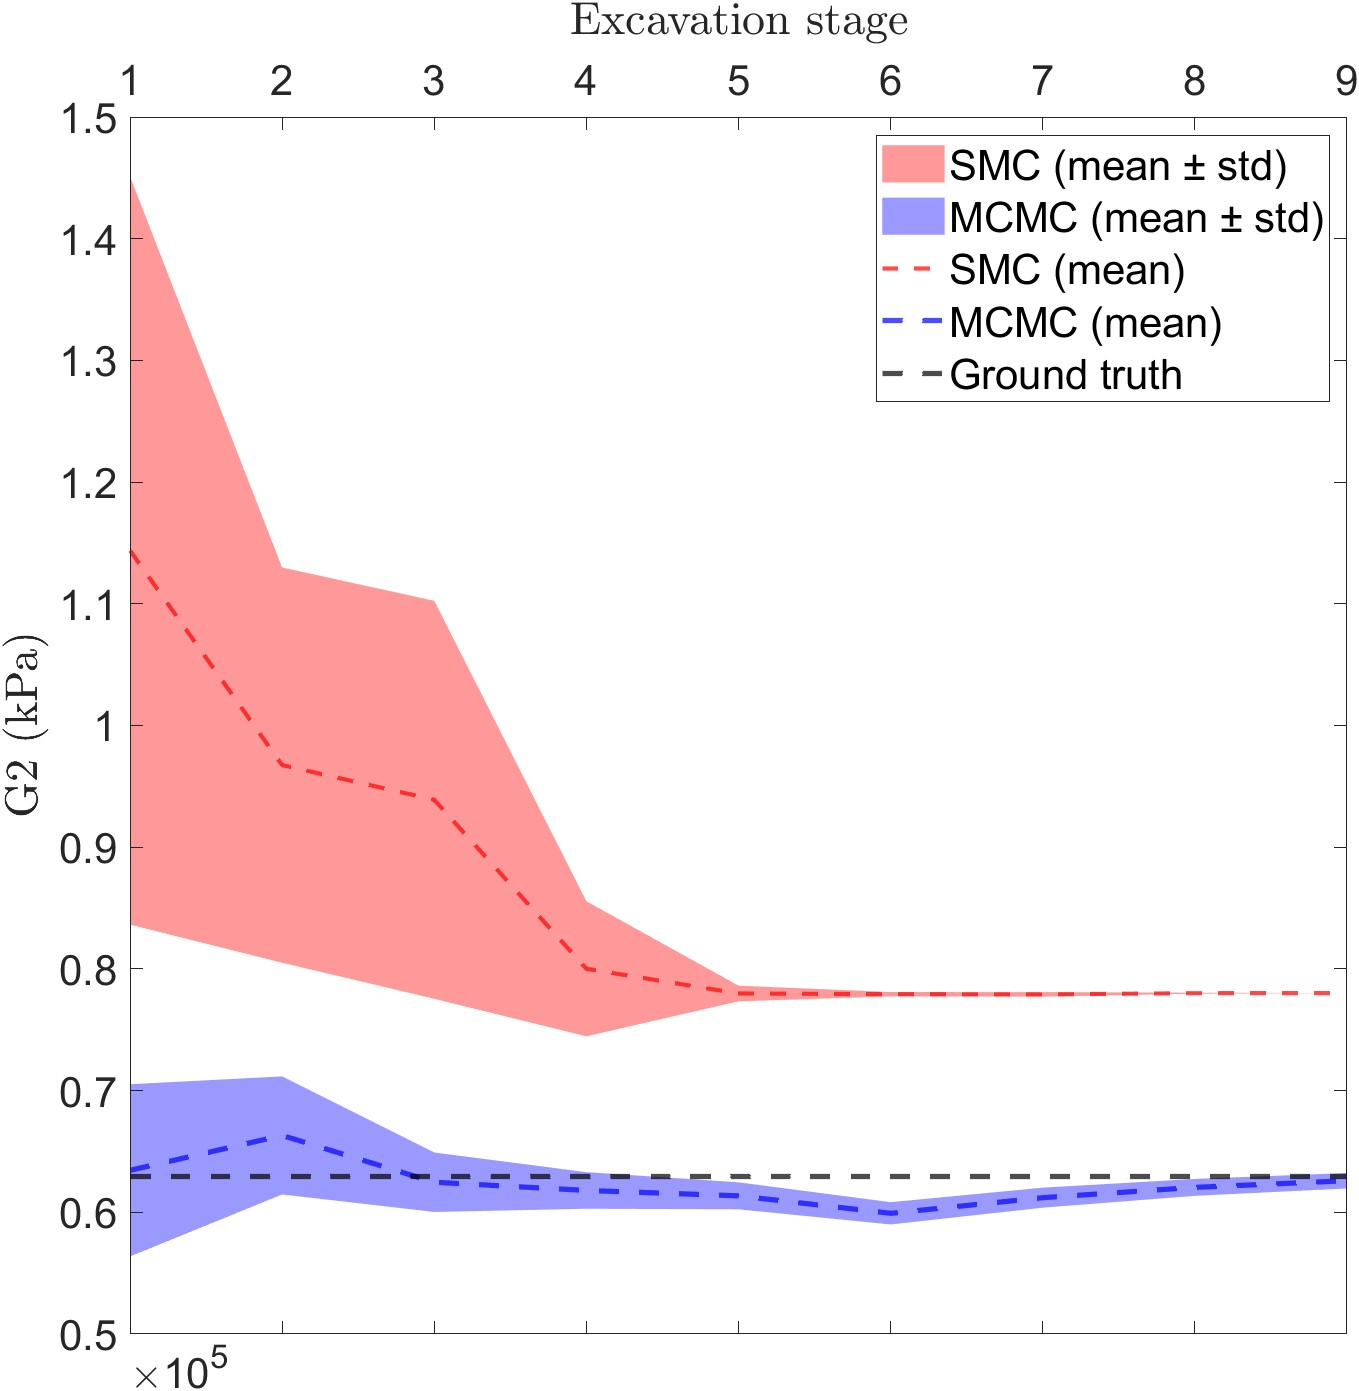 Excavation stage
1 2 3 4 5 6 7 8 9
1.5
1.4
1.3
1.2
1.1
1
0.9
0.8
0.7
0.6
0.5
×10⁵
G2 (kPa)
SMC (mean ± std)
MCMC (mean ± std)
SMC (mean)
MCMC (mean)
Ground truth